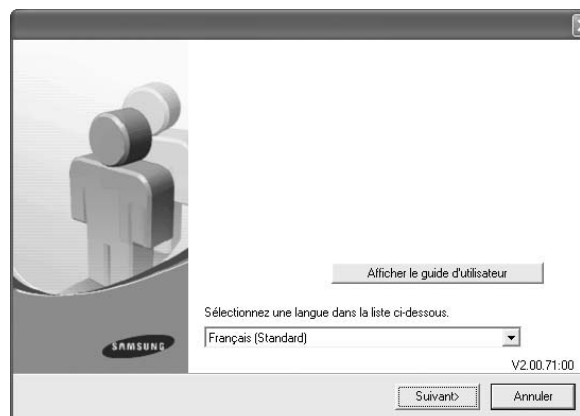 Afficher le guide d'utilisateur
Sélectionnez une langue dans la liste ci-dessous.
Français (Standard)
SAMSUNG
V2.00.71:00
Suivant>
Annuler